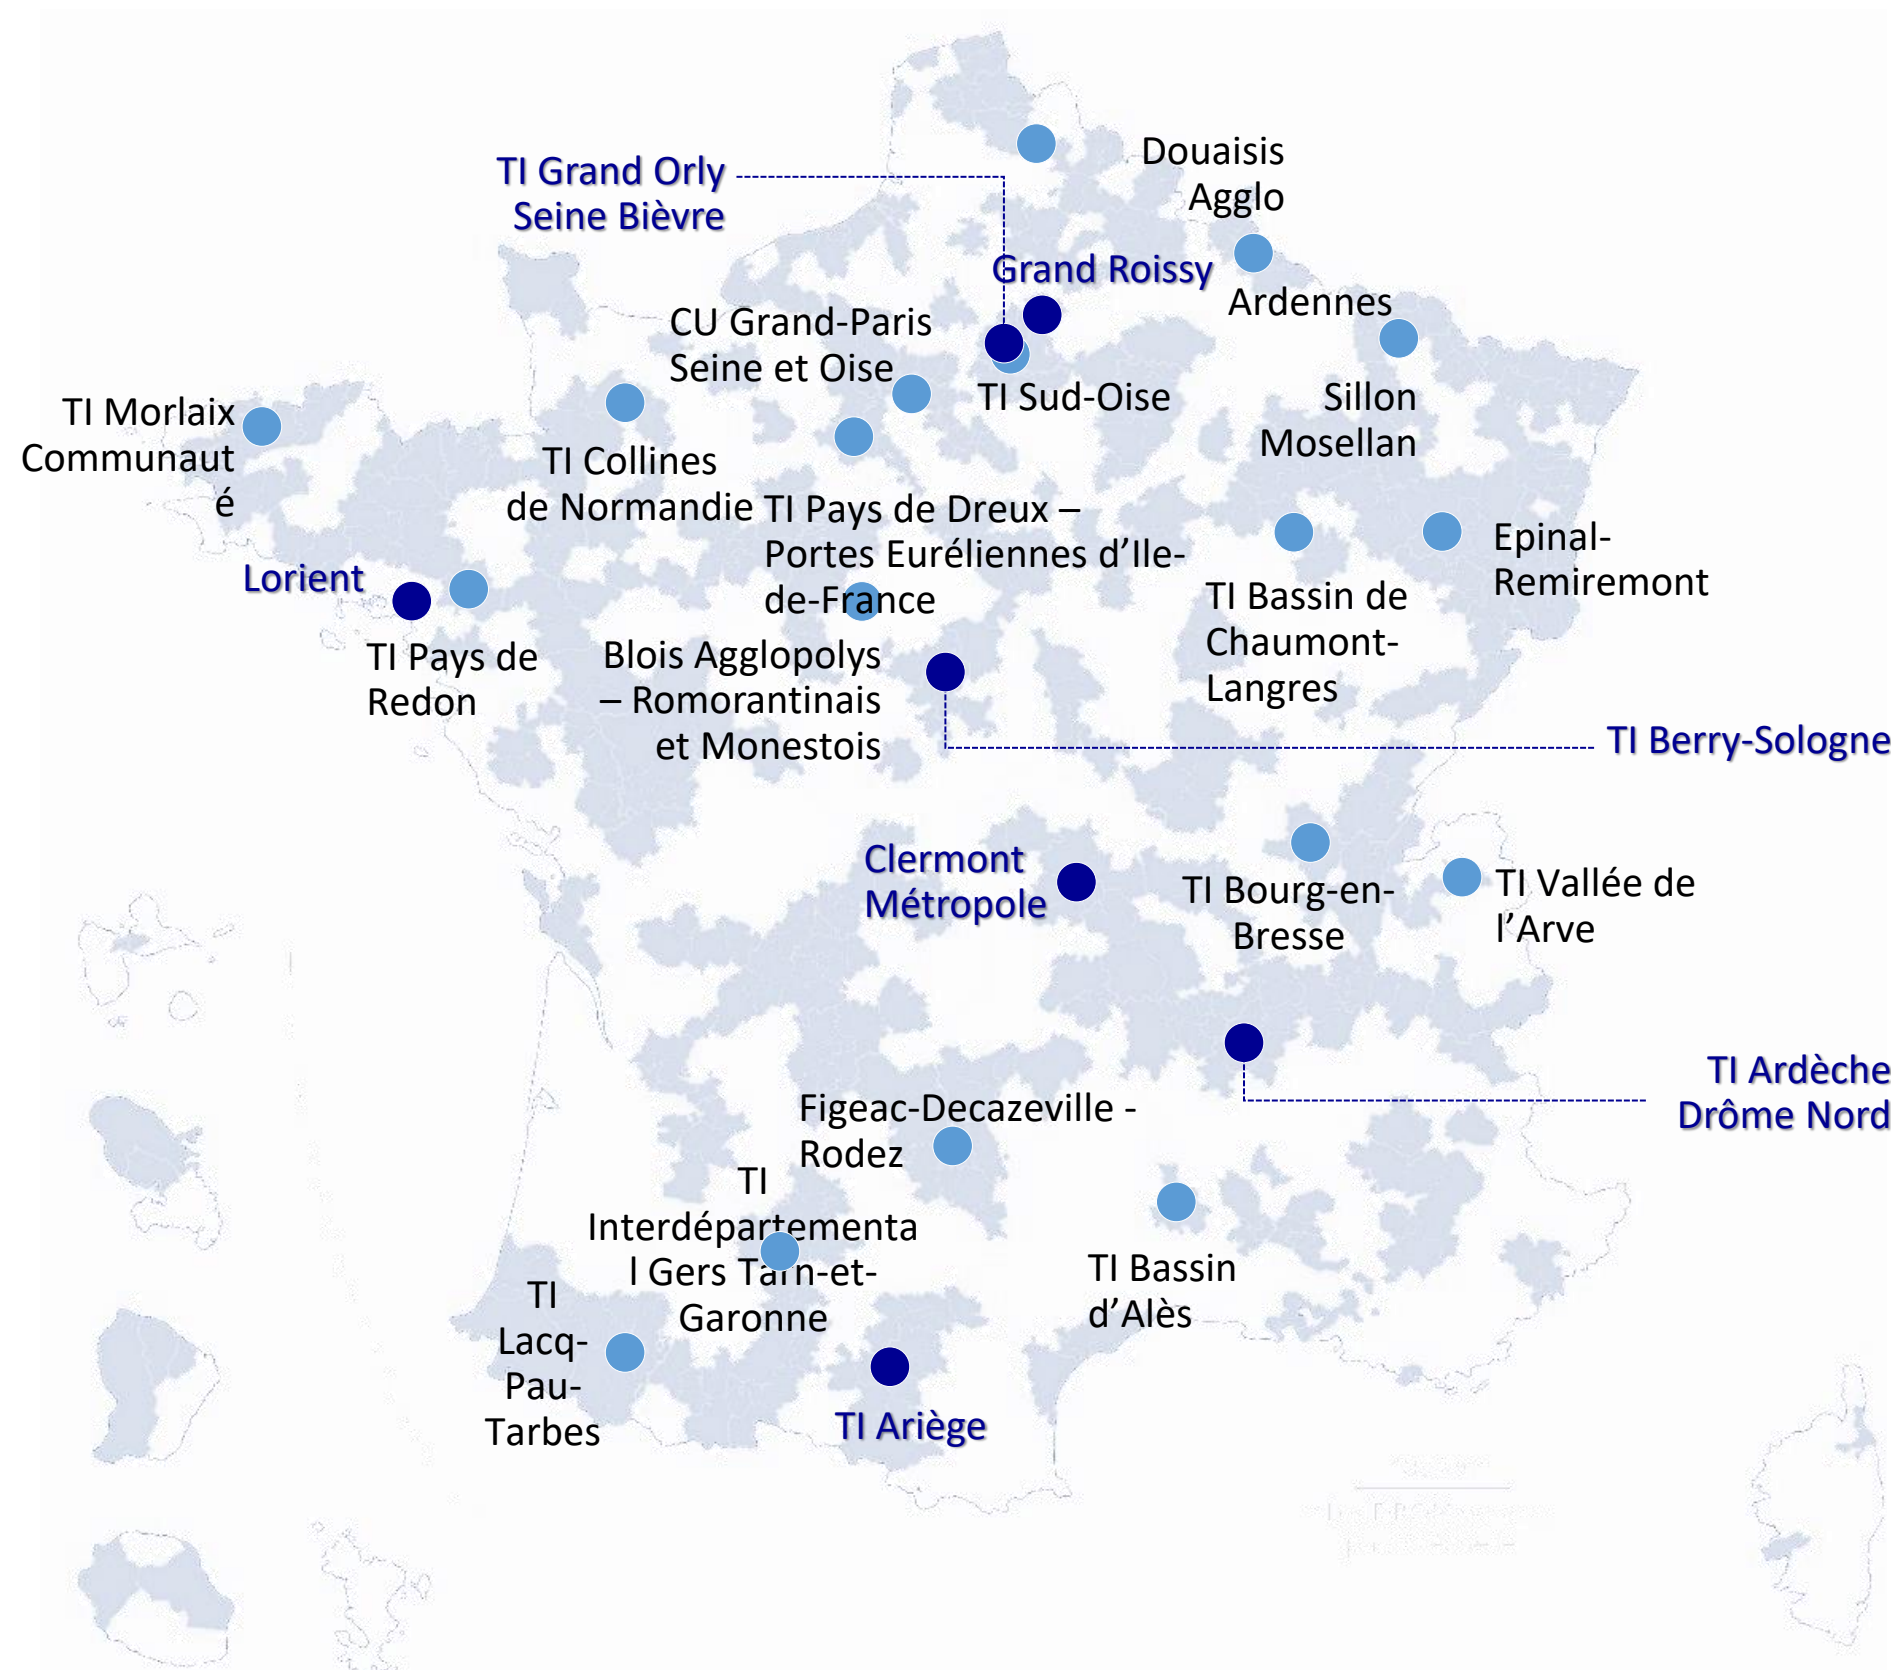 Douaisis
Agglo
TI Grand Orly
Seine Bièvre
Grand Roissy
Ardennes
CU Grand-Paris
Seine et Oise
TI Sud-Oise
Sillon
Mosellan
TI Morlaix
Communaut
é
TI Collines
de Normandie
TI Pays de Dreux –
Portes Euréliennes d’Ile-
de-France
Epinal-
Remiremont
Lorient
TI Bassin de
Chaumont-
Langres
TI Pays de
Redon
Blois Agglopolys
– Romorantinais
et Monestois
TI Berry-Sologne
Clermont
Métropole
TI Bourg-en-
Bresse
TI Vallée de
l’Arve
TI Ardèche
Drôme Nord
Figeac-Decazeville -
Rodez
TI
Interdépartementa
l Gers Tarn-et-
Garonne
TI Bassin
d’Alès
TI
Lacq-
Pau-
Tarbes
TI Ariège